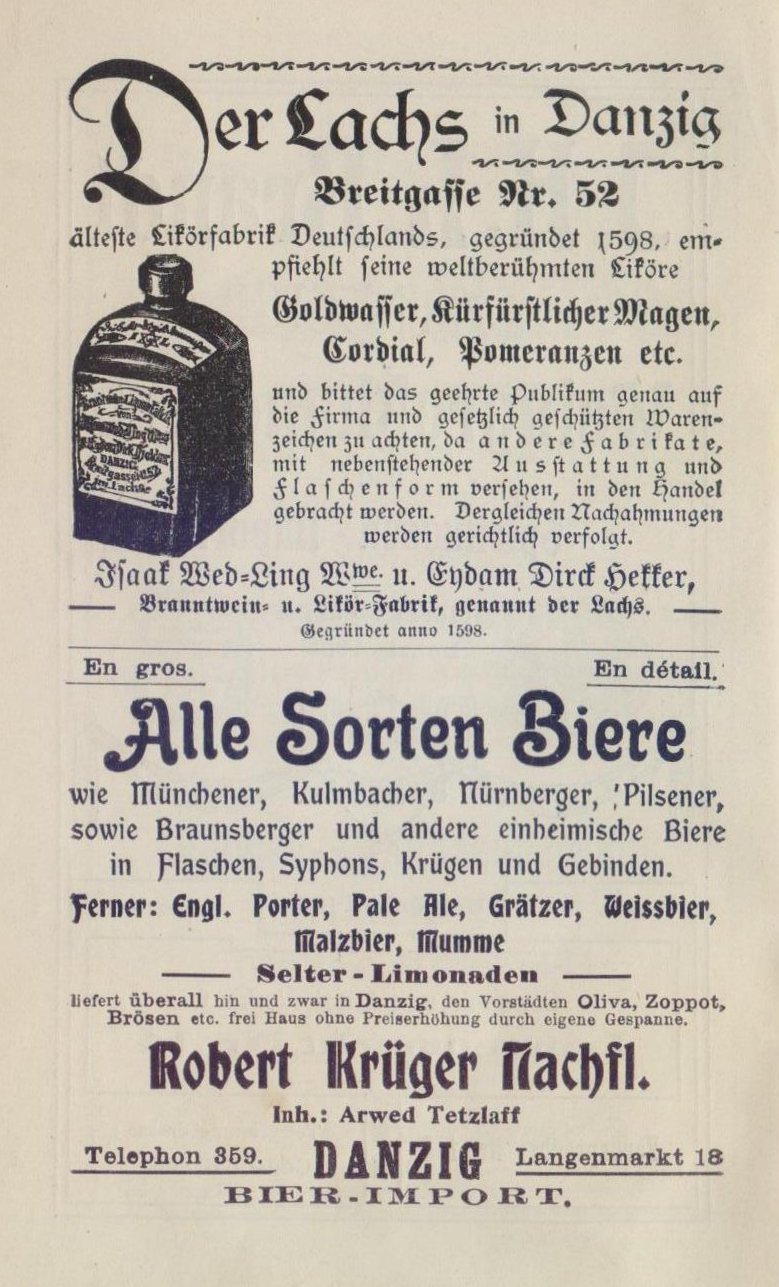 Der Lachs in Danzig
Breitgasse Nr. 52
älteste Likörfabrik Deutschlands, gegründet 1598, em-
pfiehlt seine weltberühmten Liköre
Goldwasser, Kürfürstlicher Magen,
Cordial, Pomeranzen etc.
und bittet das geehrte Publikum genau auf
die Firma und gesetzlich geschützten Waren-
zeichen zu achten, da andere Fabrikate,
mit nebenstehender Ausstattung und
Flaschenform versehen, in den Handel
gebracht werden. Dergleichen Nachahmungen
werden gerichtlich verfolgt.
DANZIG
Isaak Wed-Ling Wwe. u. Eydam Dirck Hekker,
Branntwein- u. Likör-Fabrik, genannt der Lachs.
Gegründet anno 1598.
En gros. En détail.
Alle Sorten Biere
wie Münchener, Kulmbacher, Nürnberger, Pilsener,
sowie Braunsberger und andere einheimische Biere
in Flaschen, Syphons, Krügen und Gebinden.
Ferner: Engl. Porter, Pale Ale, Grätzer, Weissbier,
Malzbier, Mumme
Selter-Limonaden
liefert überall hin und zwar in Danzig, den Vorstädten Oliva, Zoppot,
Brösen etc. frei Haus ohne Preiserhöhung durch eigene Gespanne.
Robert Krüger Nachfl.
Inh.: Arwed Tetzlaff
Telephon 359. DANZIG Langenmarkt 18
BIER-IMPORT.